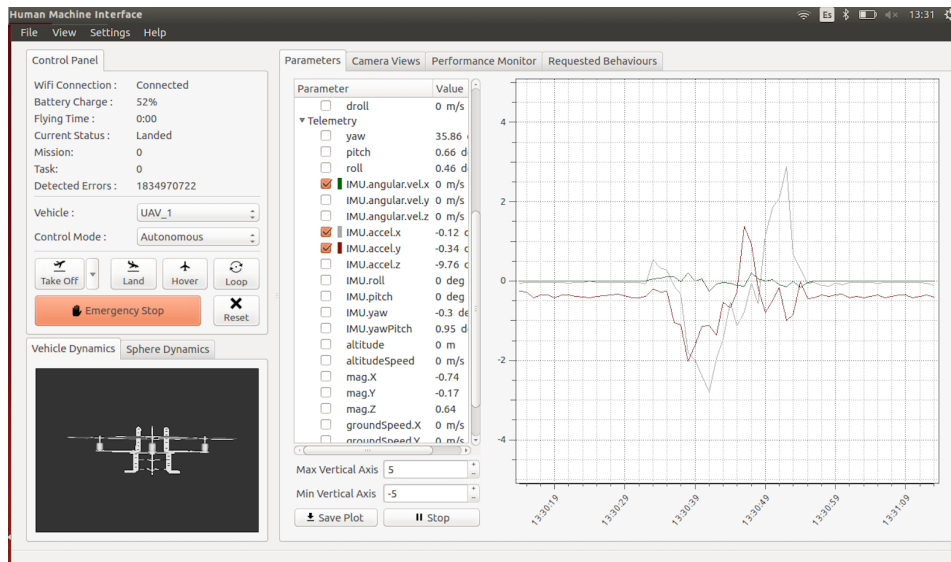 Human Machine Interface
Es
13:31
File View Settings Help
Control Panel
Wifi Connection : Connected
Battery Charge : 52%
Flying Time : 0:00
Current Status : Landed
Mission: 0
Task: 0
Detected Errors : 1834970722
Vehicle : UAV_1
Control Mode : Autonomous
Take Off Land Hover Loop
Emergency Stop Reset
Vehicle Dynamics Sphere Dynamics
Parameters Camera Views Performance Monitor Requested Behaviours
Parameter Value
droll 0 m/s
Telemetry
yaw 35.86 d
pitch 0.66 d
roll 0.46 d
IMU.angular.vel.x 0 m/s
IMU.angular.vel.y 0 m/s
IMU.angular.vel.z 0 m/s
IMU.accel.x -0.12
IMU.accel.y -0.34
IMU.accel.z -9.76
IMU.roll 0 deg
IMU.pitch 0 deg
IMU.yaw -0.3 de
IMU.yawPitch 0.95 d
altitude 0 m
altitudeSpeed 0 m/s
mag.X -0.74
mag.Y -0.17
mag.Z 0.64
groundSpeed.X 0 m/s
groundSpeed.Y 0 m/s
Max Vertical Axis 5
Min Vertical Axis -5
Save Plot Stop
4
2
0
-2
-4
13:30:19 13:30:29 13:30:39 13:30:49 13:30:59 13:31:09